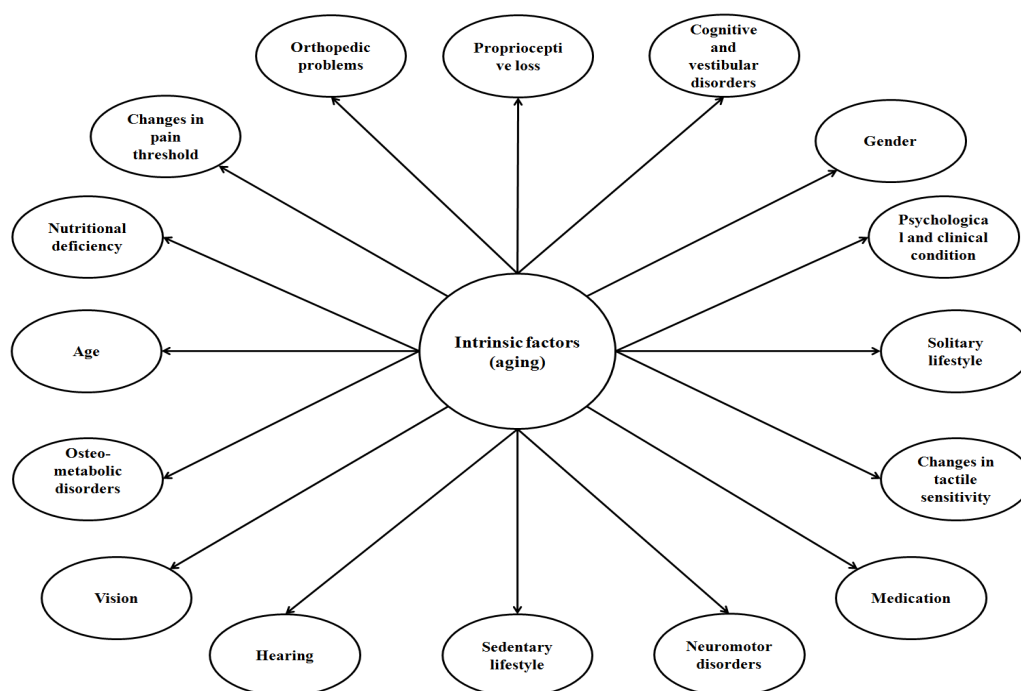 Orthopedic
problems
Propriocepti
ve loss
Cognitive
and
vestibular
disorders
Changes in
pain
threshold
Gender
Nutritional
deficiency
Psychologica
l and clinical
condition
Intrinsic factors
(aging)
Age
Solitary
lifestyle
Osteo-
metabolic
disorders
Changes in
tactile
sensitivity
Vision
Medication
Hearing
Sedentary
lifestyle
Neuromotor
disorders